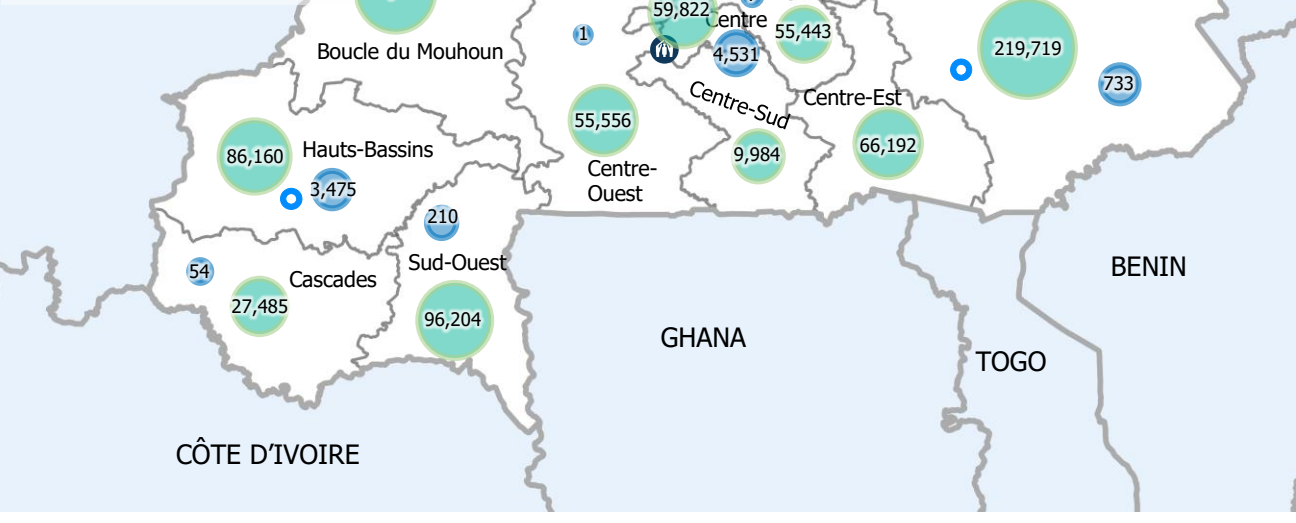 59,822
Centre
1
55,443
Boucle du Mouhoun
4,531
219,719
733
Centre-Sud
Centre-Est
55,556
86,160
Hauts-Bassins
9,984
66,192
3,475
Centre-
Ouest
210
54
Cascades
Sud-Ouest
BENIN
27,485
96,204
GHANA
TOGO
CÔTE D’IVOIRE